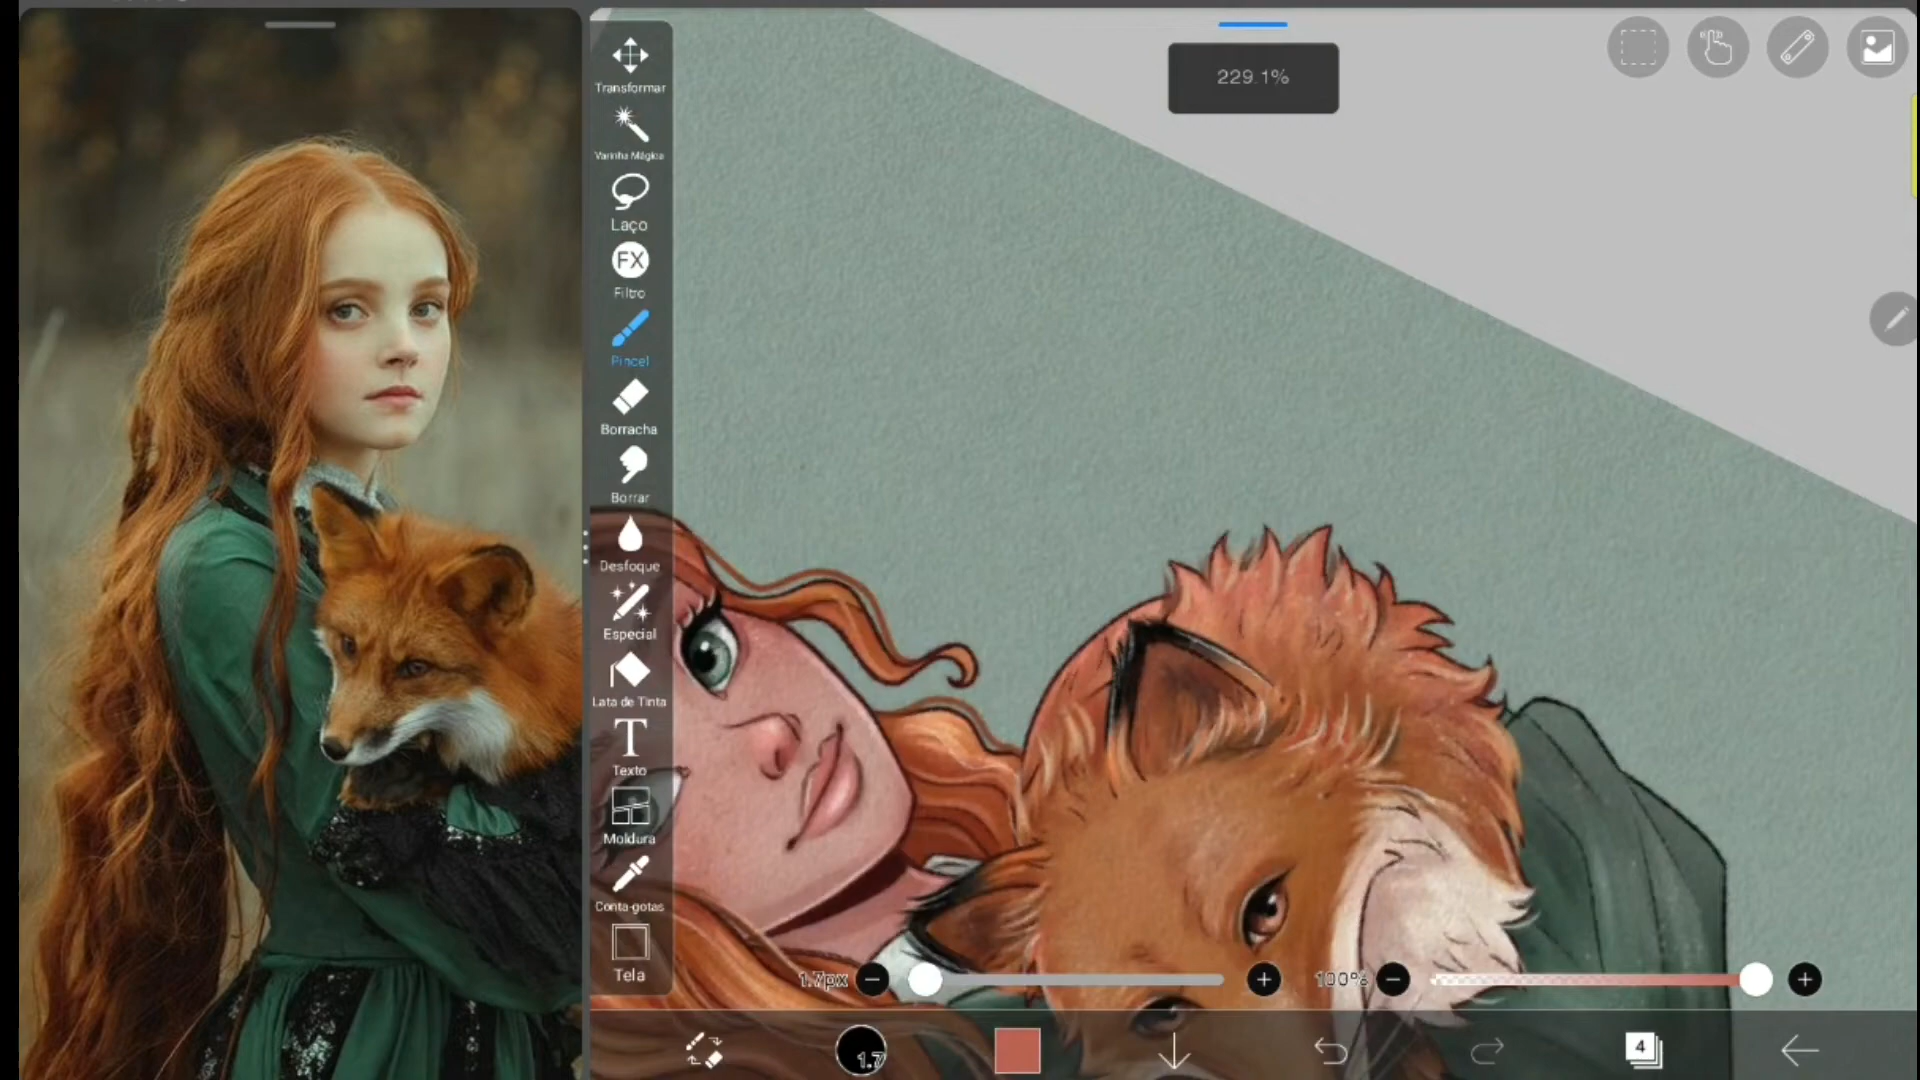 229.1%
Transformar
Varinha Mágica
Laço
FX
Filtro
Pincel
Borracha
Borrar
Desfoque
Especial
Lata de Tinta
T
Texto
Moldura
Conta-gotas
Tela
1.7px
100%
1.7
4